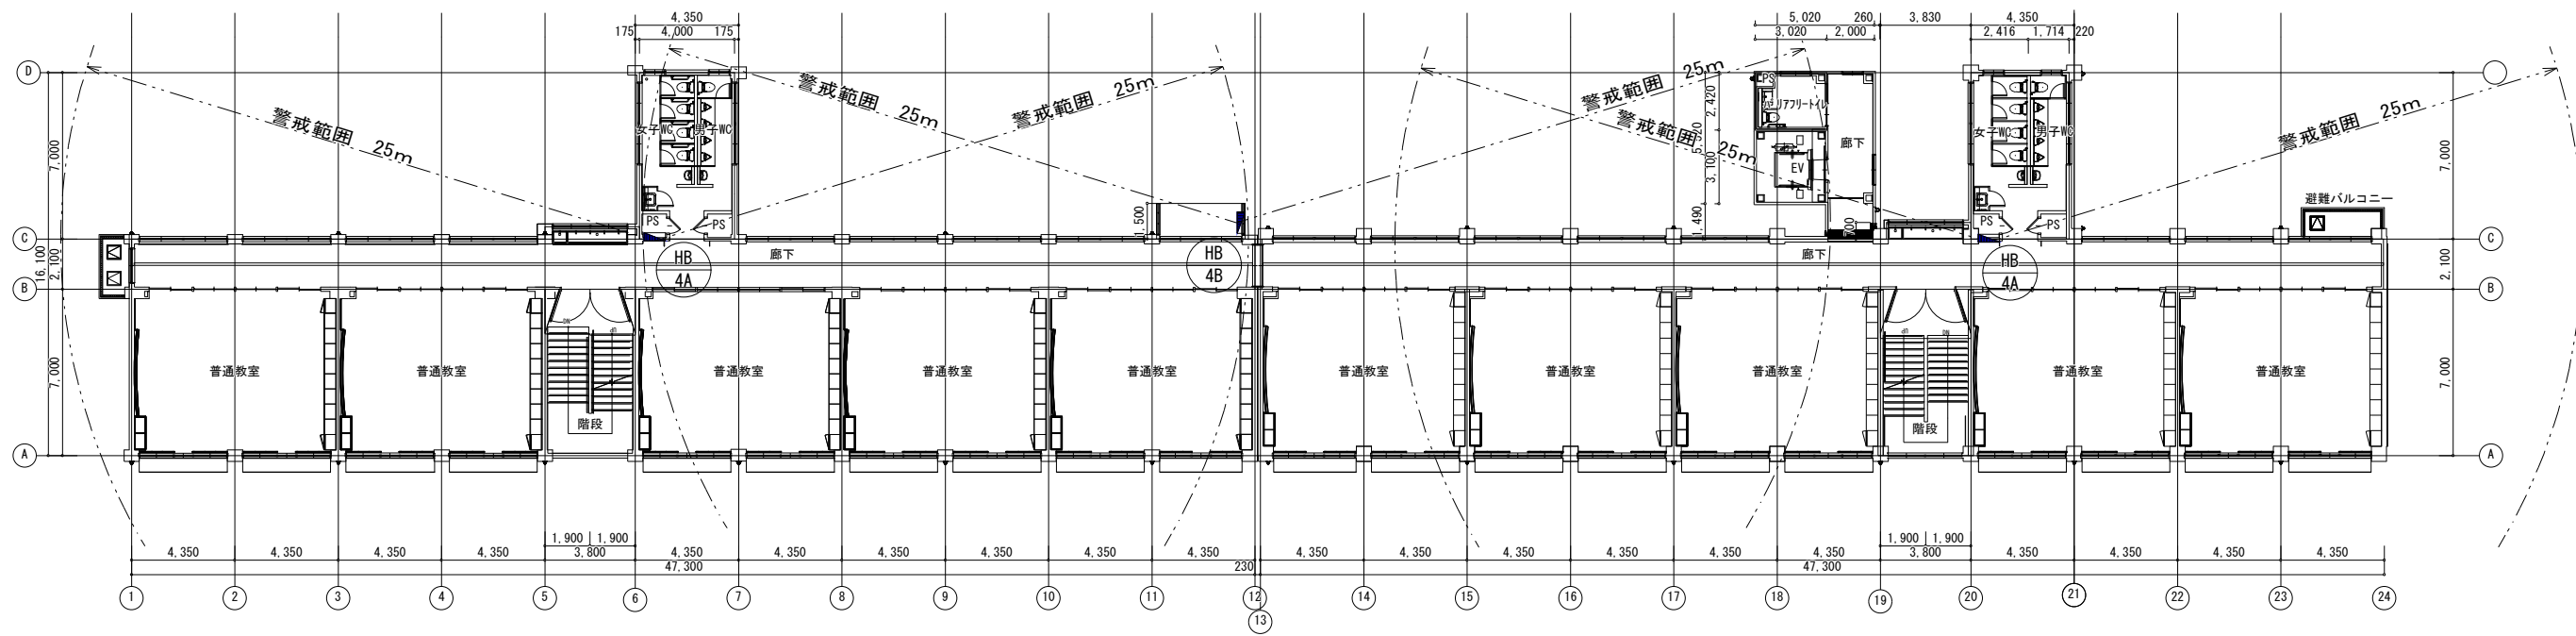 4,350
175 4,000 175
5,020 260 3,830 4,350
3,020 2,000 2,416 1,714 220
D
警戒範囲 25m
警戒範囲 25m
警戒範囲 25m
警戒範囲 25m
警戒範囲 25m
警戒範囲 25m
女子WC 男子WC
PS PS
PS
バリアフリートイレ
EV
廊下
2,420
5,520
3,100
1,490
女子WC 男子WC
PS PS
避難バルコニー
7,000
7,000
1,500
700
C
C
16,100
2,100
2,100
HB
4A
廊下
HB
4B
廊下
HB
4A
B
B
DN
UP
UP
DN
7,000
7,000
普通教室 普通教室 普通教室 普通教室 普通教室 普通教室 普通教室 普通教室 普通教室 普通教室
階段
階段
A
A
1,900 1,900
1,900 1,900
4,350 4,350 4,350 4,350 3,800 4,350 4,350 4,350 4,350 4,350 4,350 4,350 4,350 4,350 4,350 4,350 4,350 3,800 4,350 4,350 4,350 4,350
47,300 230 47,300
1 2 3 4 5 6 7 8 9 10 11 12 14 15 16 17 18 19 20 21 22 23 24
13